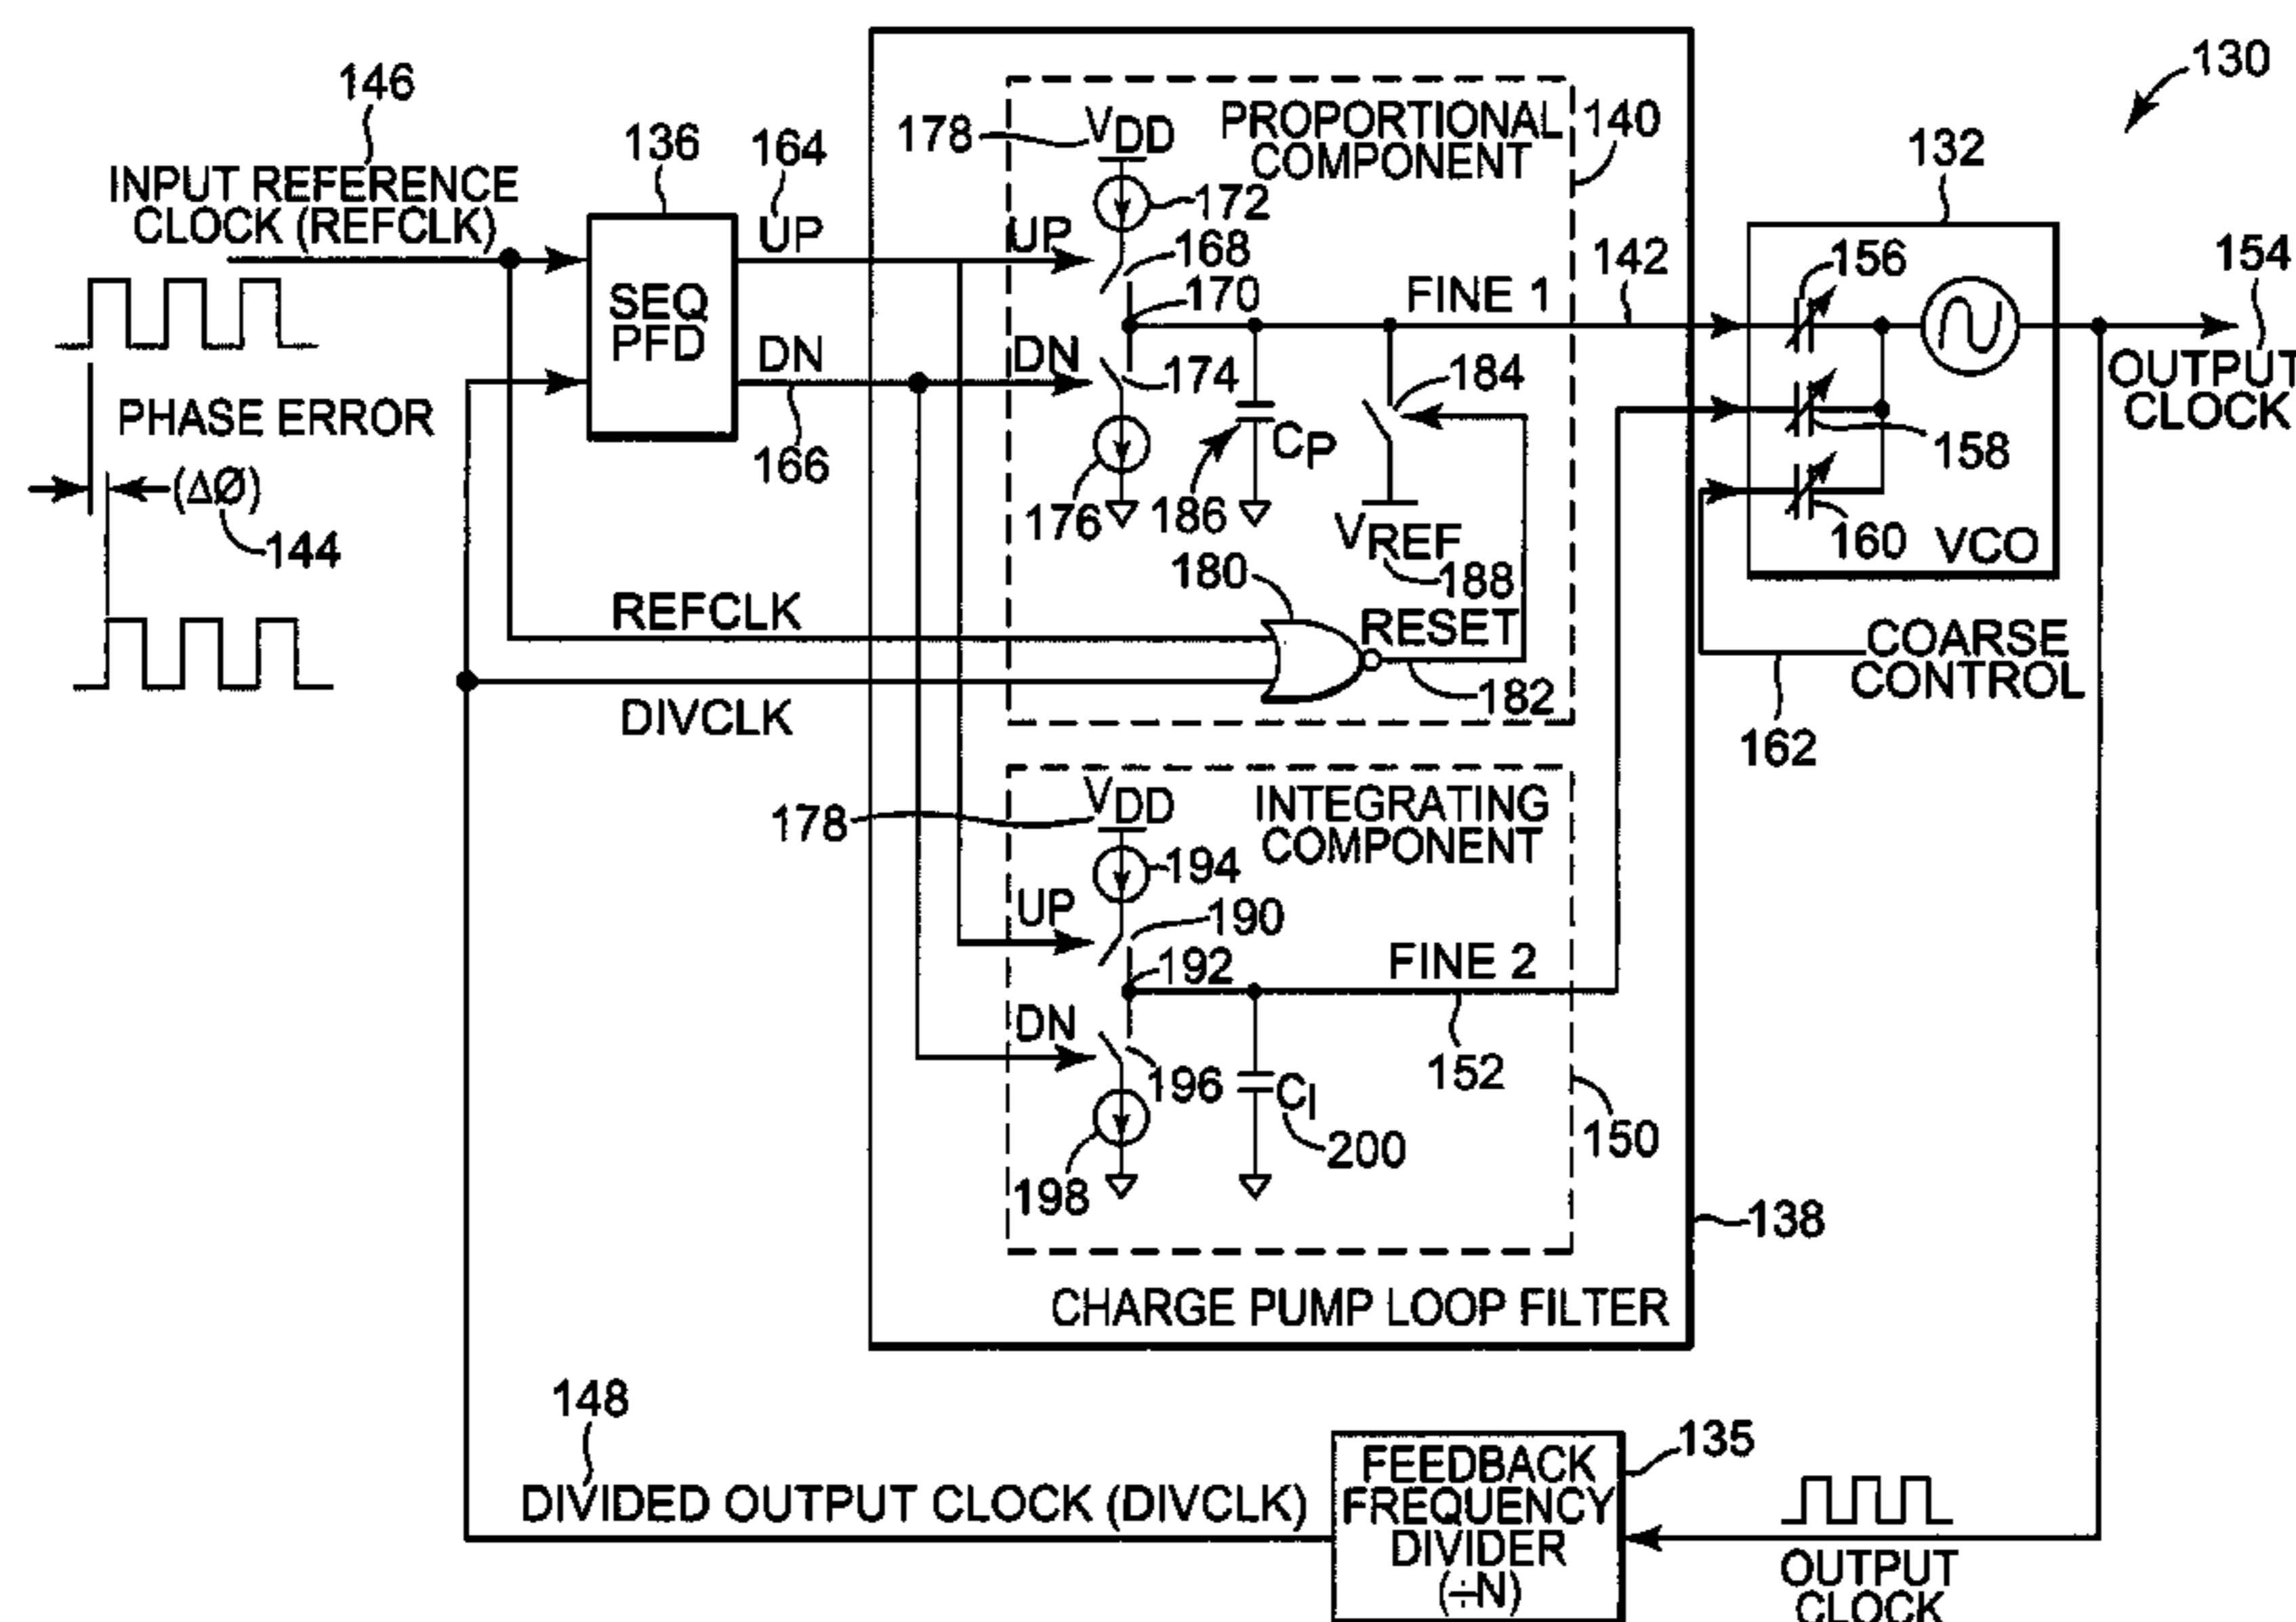 130
146
INPUT REFERENCE
CLOCK (REFCLK)
136
SEQ
PFD
164
UP
DN
166
PHASE ERROR
(ΔØ)
144
178
VDD
PROPORTIONAL
COMPONENT
140
172
UP
168
170
FINE 1
142
DN
174
176
186
CP
184
VREF
188
180
RESET
182
REFCLK
DIVCLK
132
156
158
160
VCO
154
OUTPUT
CLOCK
COARSE
CONTROL
162
178
VDD
INTEGRATING
COMPONENT
194
UP
190
192
FINE 2
152
DN
196
198
CI
200
150
138
CHARGE PUMP LOOP FILTER
148
DIVIDED OUTPUT CLOCK (DIVCLK)
135
FEEDBACK
FREQUENCY
DIVIDER
(÷N)
OUTPUT
CLOCK